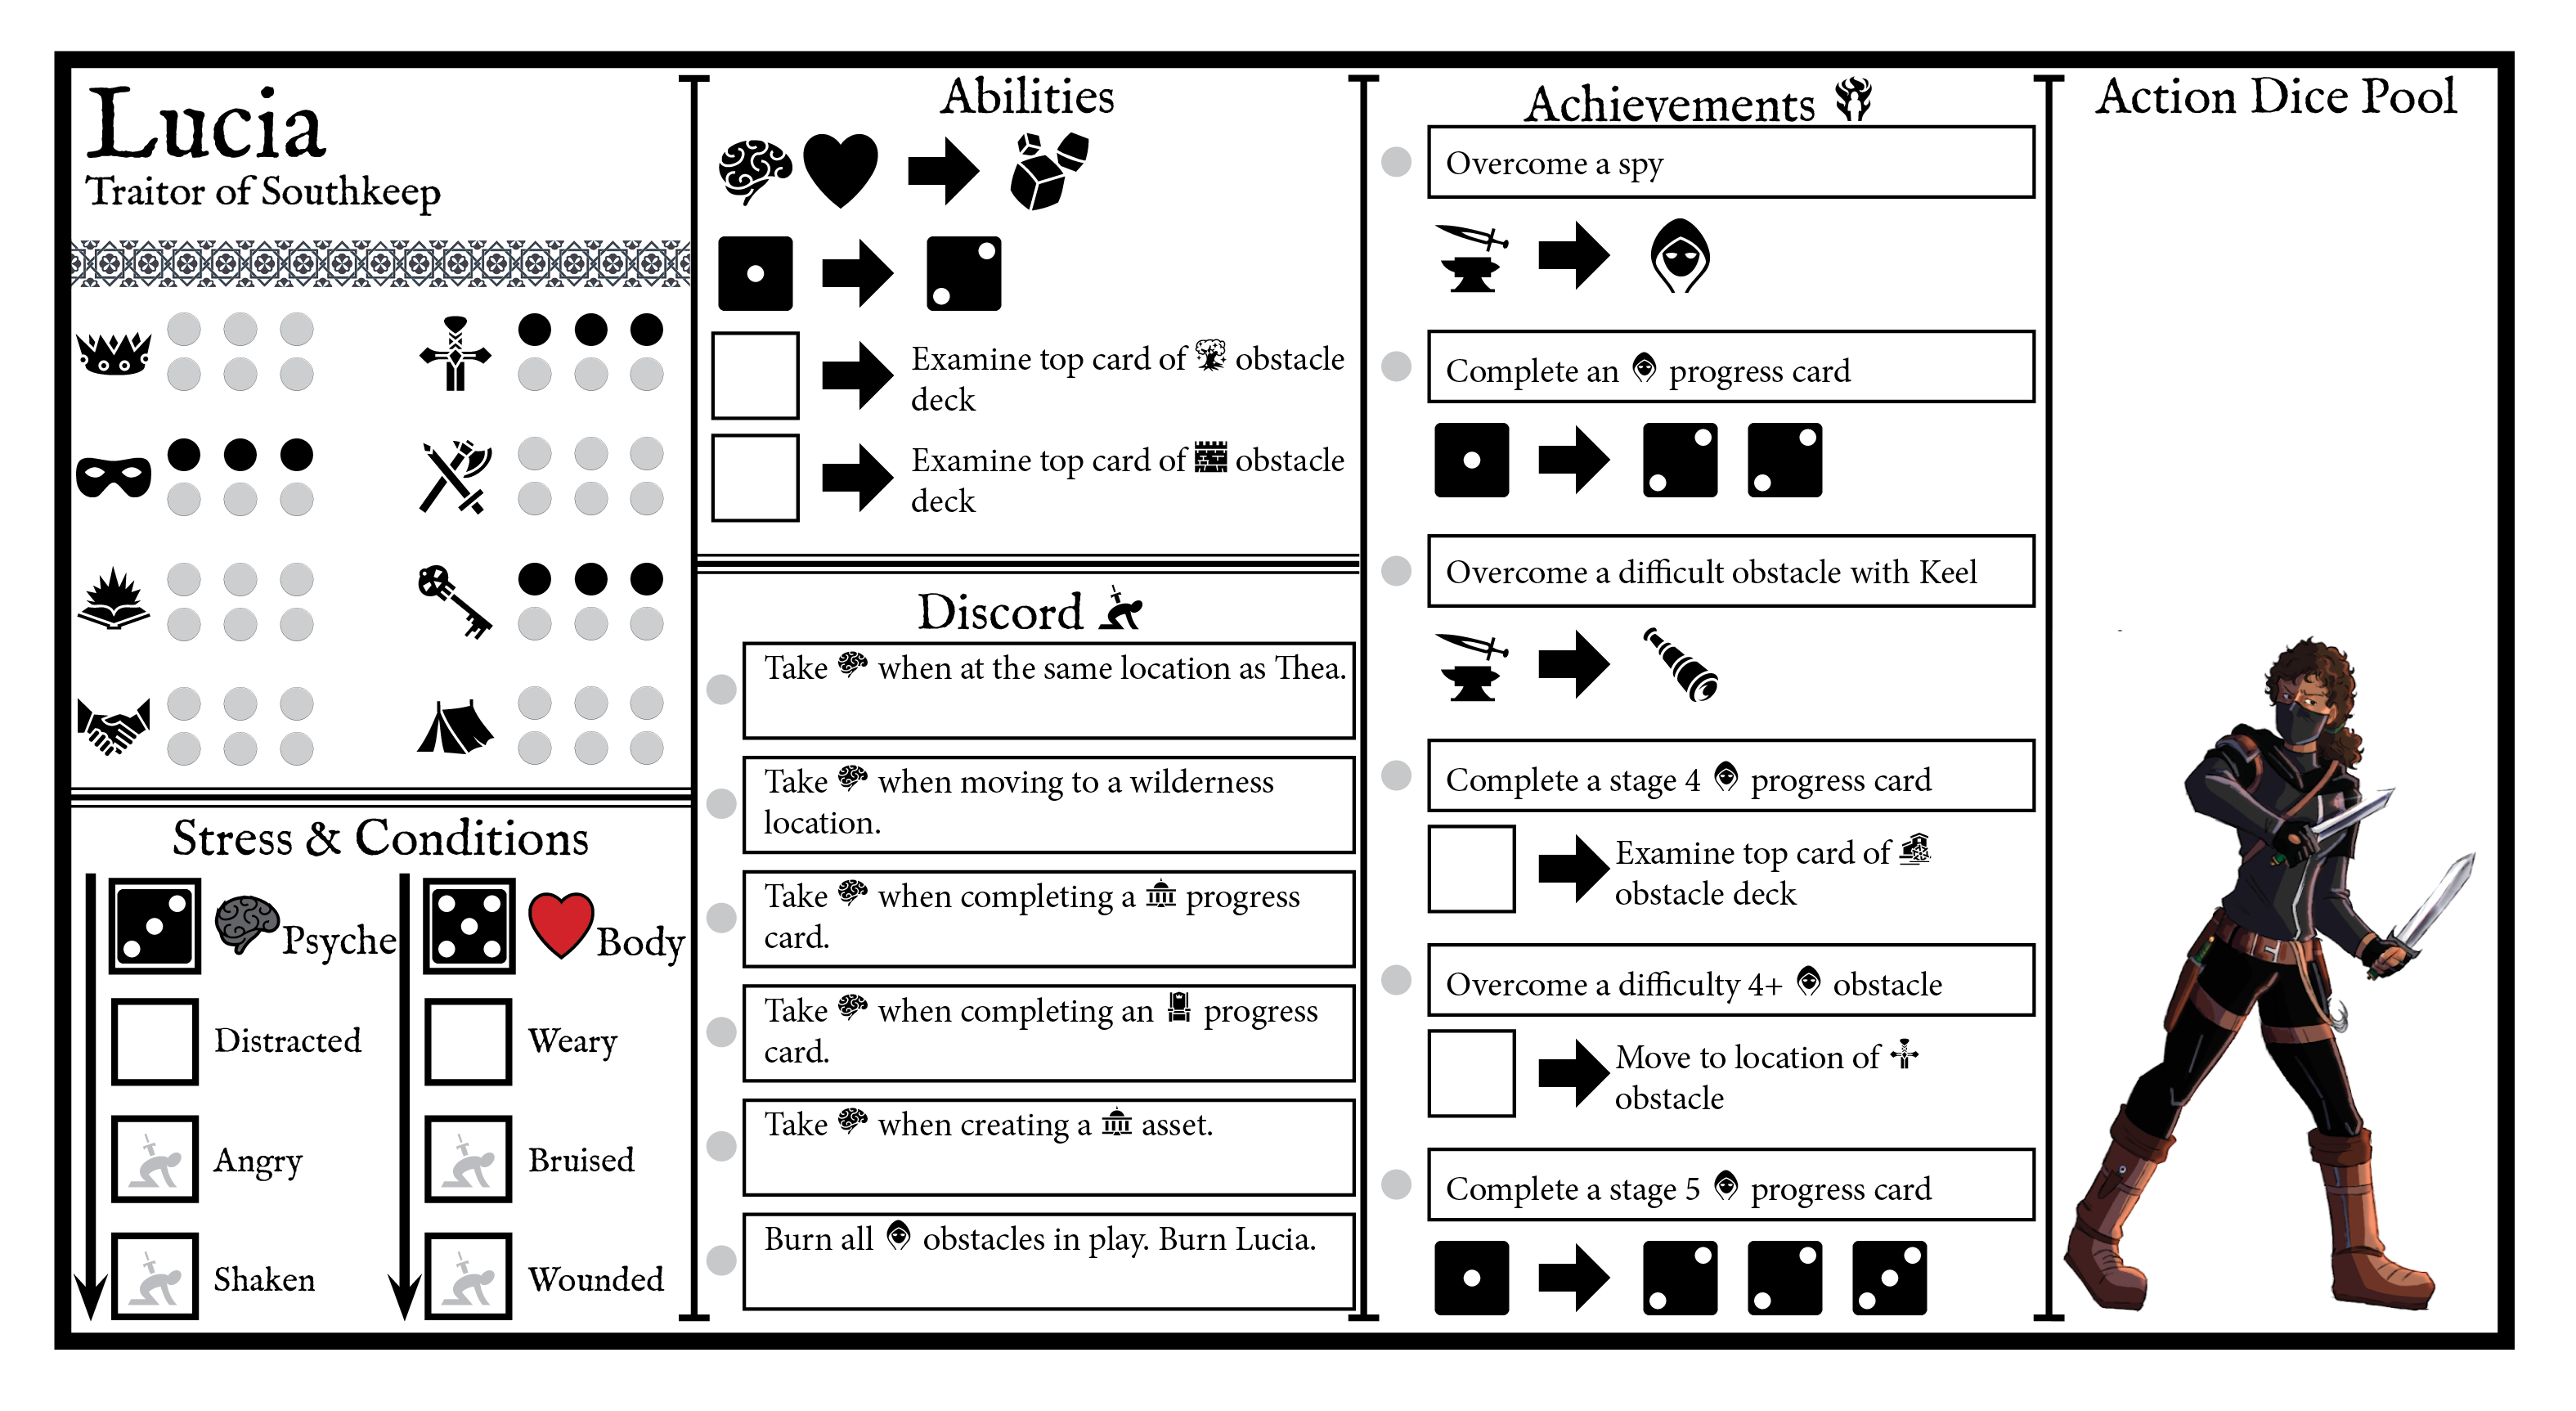 Lucia
Traitor of Southkeep
Stress & Conditions
Psyche
Body
Distracted
Weary
Angry
Bruised
Shaken
Wounded
Abilities
Examine top card of obstacle
deck
Examine top card of obstacle
deck
Discord
Take when at the same location as Thea.
Take when moving to a wilderness
location.
Take when completing a progress
card.
Take when completing an progress
card.
Take when creating a asset.
Burn all obstacles in play. Burn Lucia.
Achievements
Overcome a spy
Complete an progress card
Overcome a difficult obstacle with Keel
Complete a stage 4 progress card
Examine top card of
obstacle deck
Overcome a difficulty 4+ obstacle
Move to location of
obstacle
Complete a stage 5 progress card
Action Dice Pool